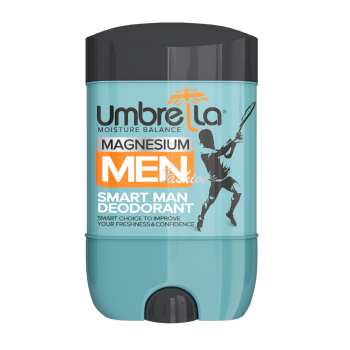 Umbrella®
MOISTURE BALANCE
MAGNESIUM
MEN
SMART MAN
DEODORANT
SMART CHOICE TO IMPROVE
YOUR FRESHNESS & CONFIDENCE